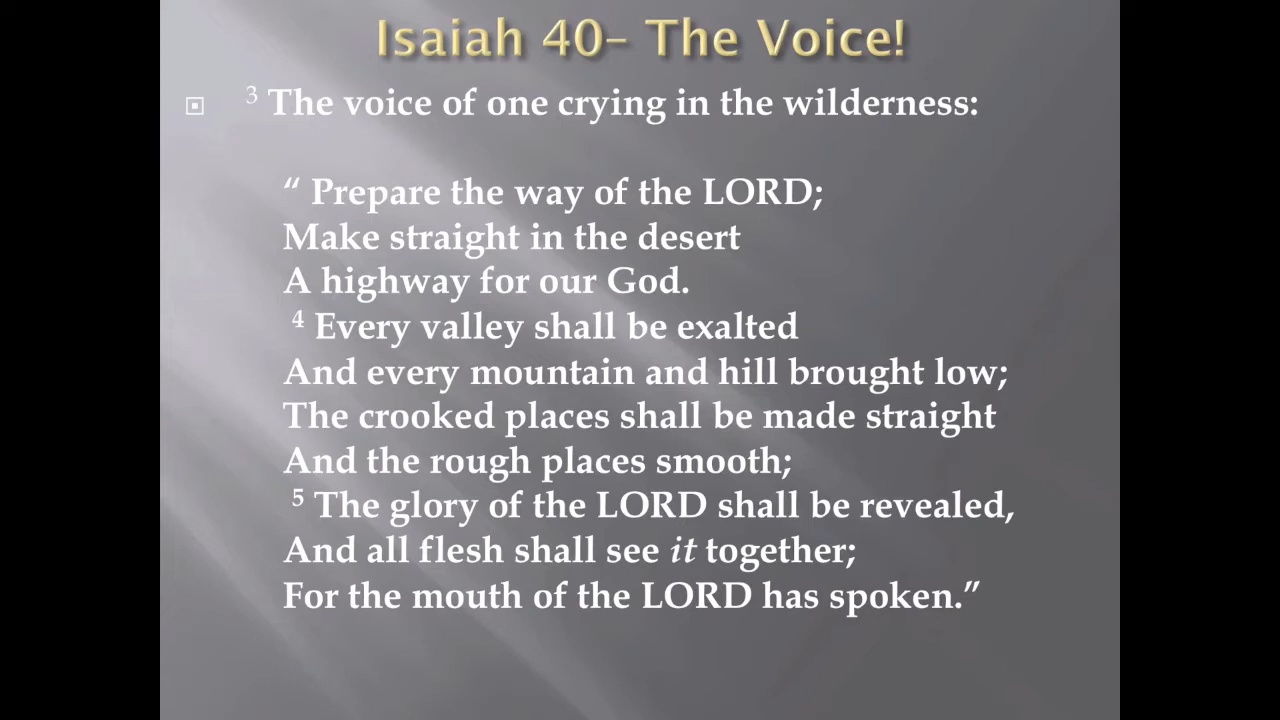 Isaiah 40– The Voice!
3 The voice of one crying in the wilderness:
“ Prepare the way of the LORD;
Make straight in the desert
A highway for our God.
4 Every valley shall be exalted
And every mountain and hill brought low;
The crooked places shall be made straight
And the rough places smooth;
5 The glory of the LORD shall be revealed,
And all flesh shall see it together;
For the mouth of the LORD has spoken.”